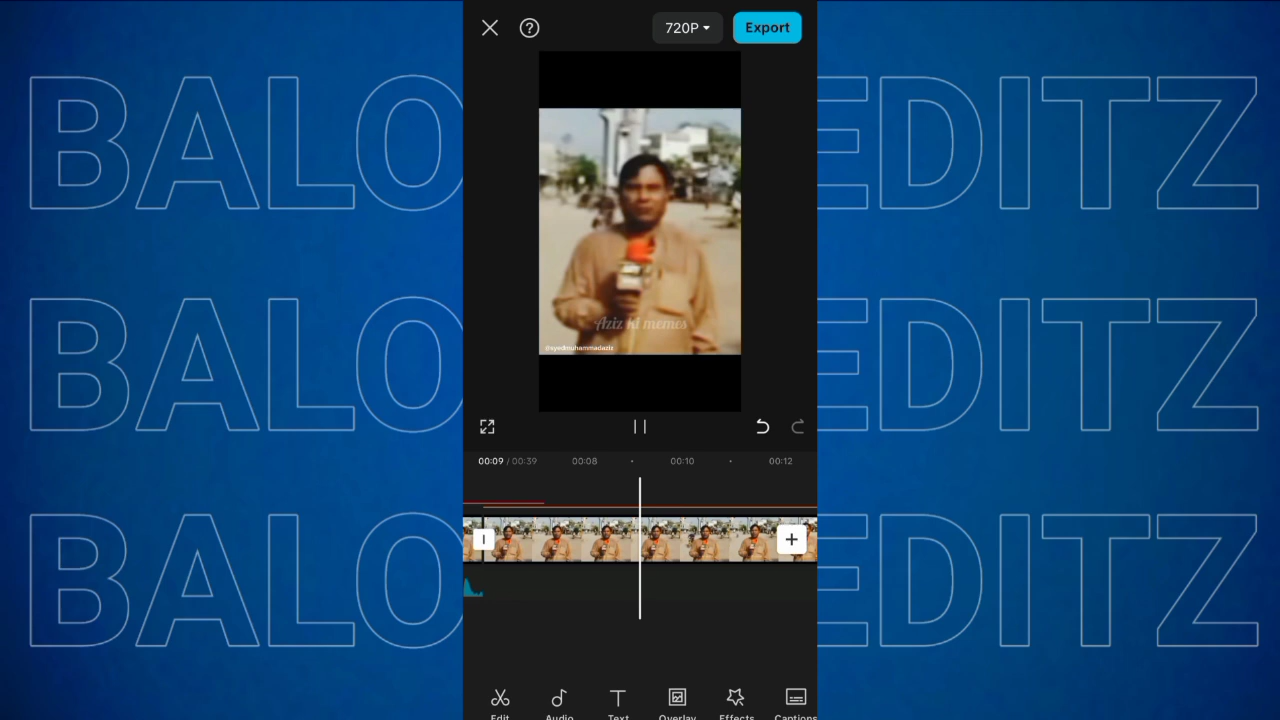 720P Export
BALO EDITZ
Aziz ki memes
@syedmuhammadaziz
BALO EDITZ
00:09 / 00:39 00:08 00:10 00:12
BALO EDITZ
Edit Audio Text Overlay Effects Captions